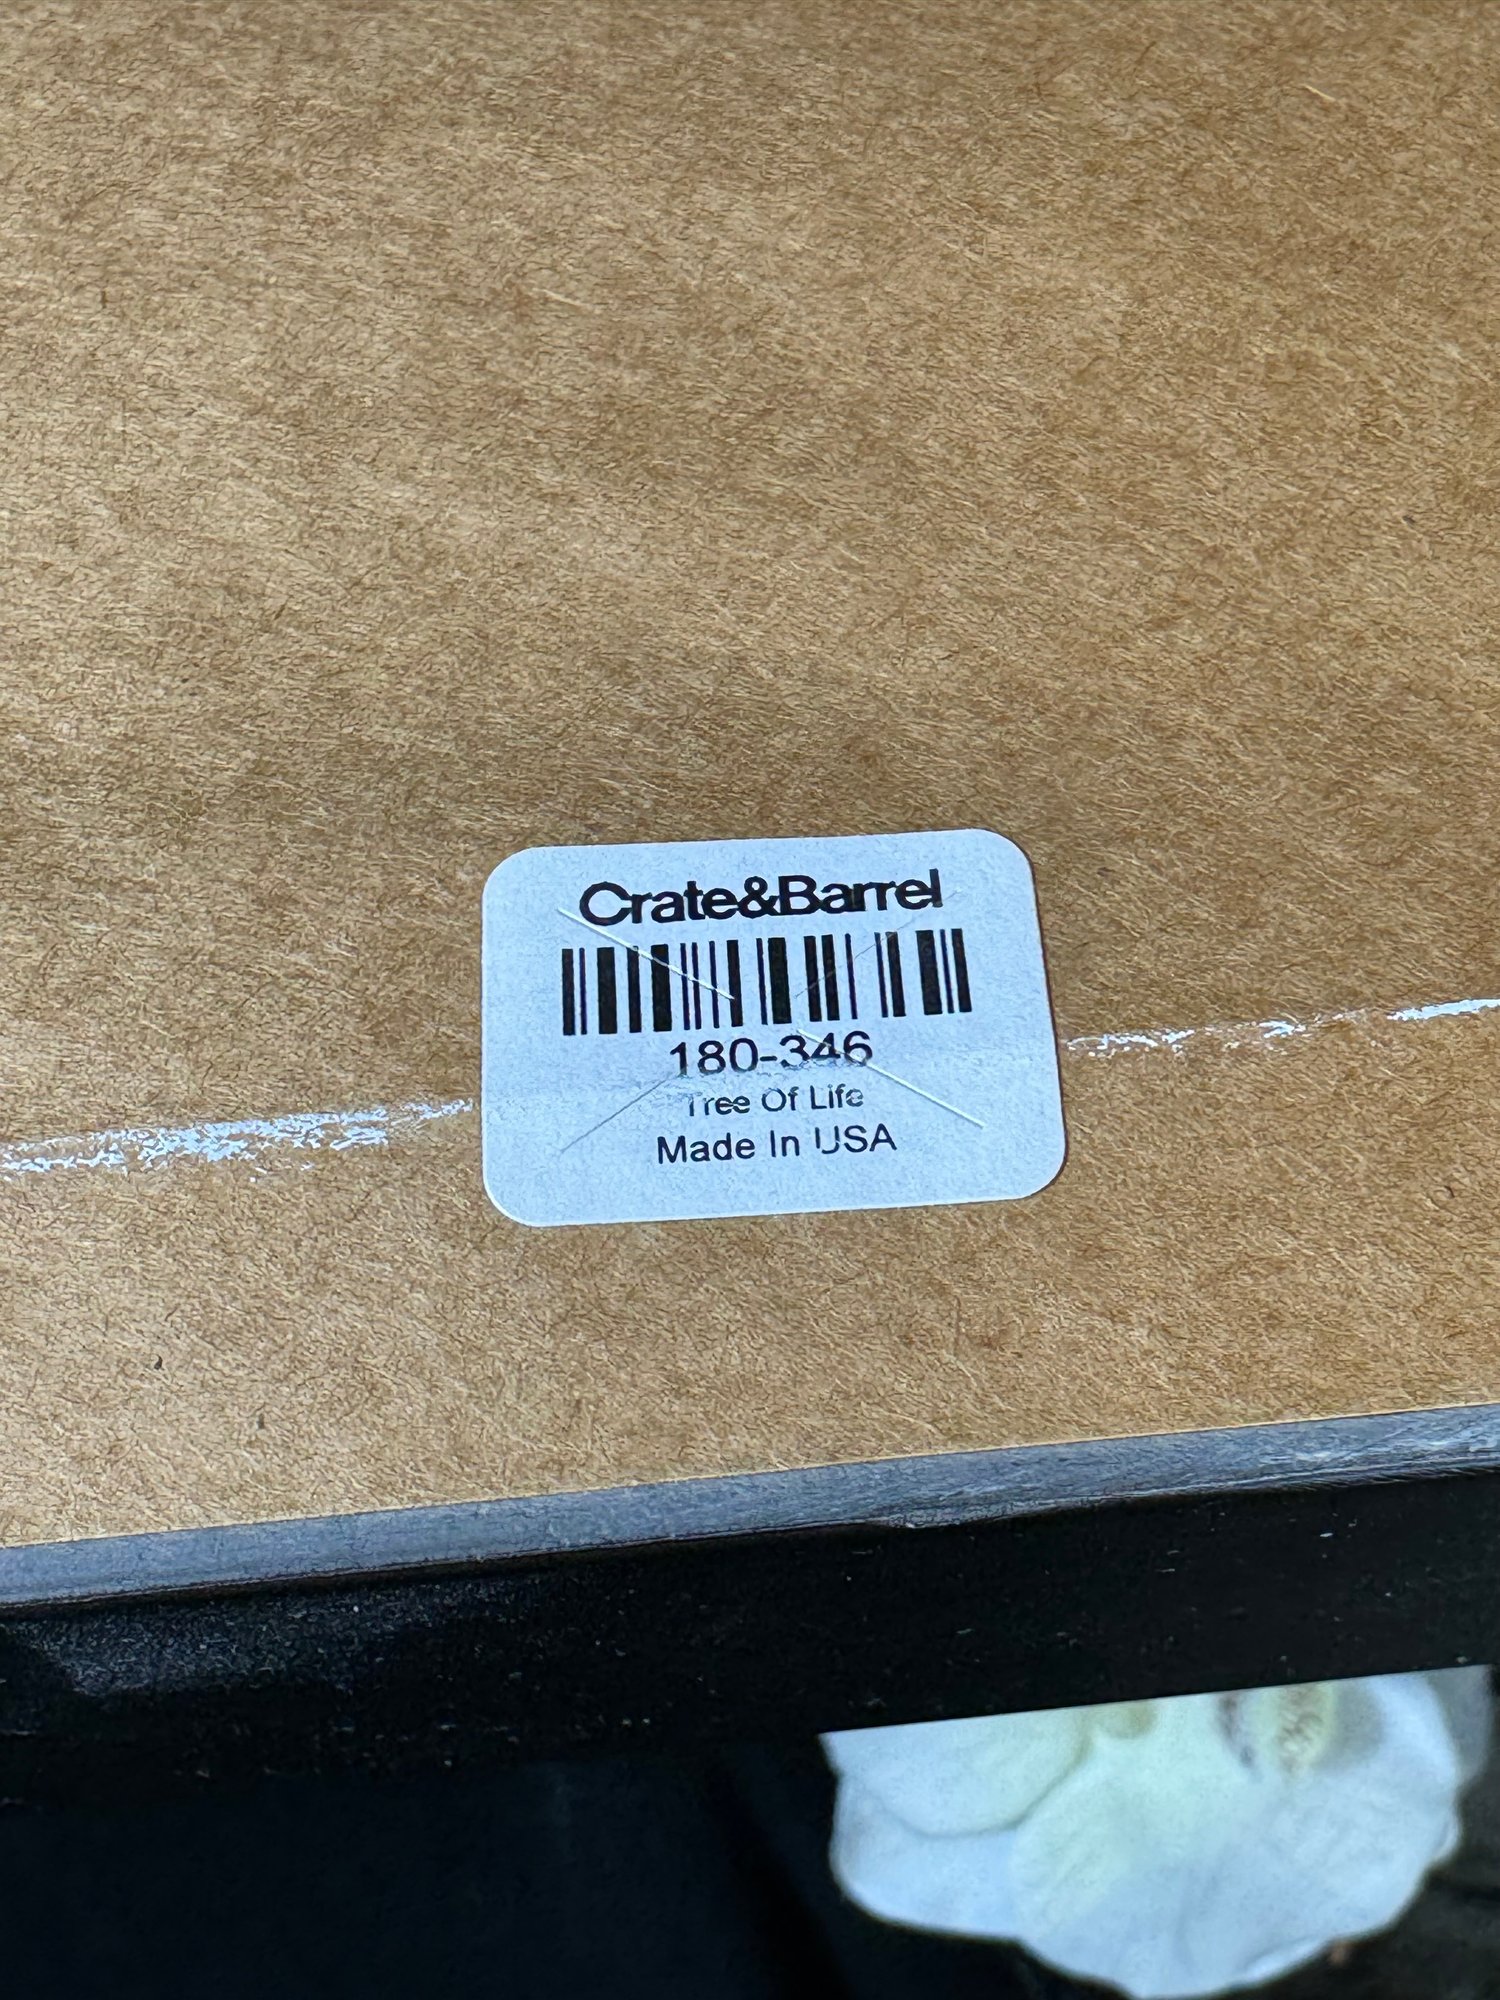 Crate&Barrel
180-346
Tree Of Life
Made In USA